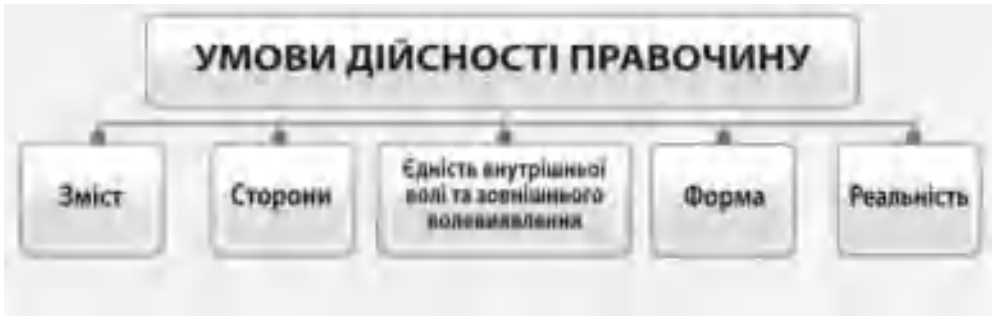 УМОВИ ДІЙСНОСТІ ПРАВОЧИНУ
Зміст
Сторони
Єдність внутрішньої
волі та зовнішнього
волевиявлення
Форма
Реальність